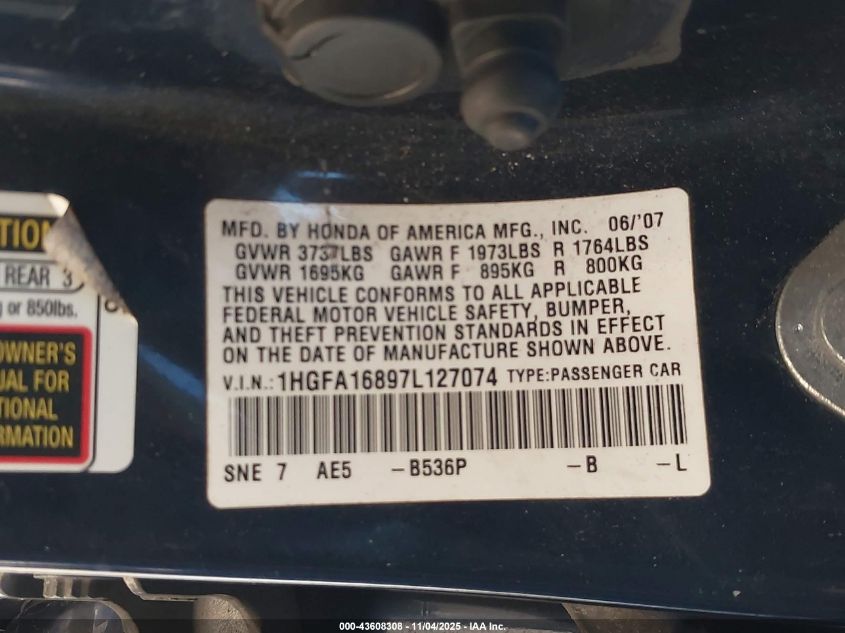 TION
REAR 3
g or 850lbs.
OWNER'S
UAL FOR
TIONAL
RMATION
MFD. BY HONDA OF AMERICA MFG., INC. 06/'07
GVWR 3737LBS GAWR F 1973LBS R 1764LBS
GVWR 1695KG GAWR F 895KG R 800KG
THIS VEHICLE CONFORMS TO ALL APPLICABLE
FEDERAL MOTOR VEHICLE SAFETY, BUMPER,
AND THEFT PREVENTION STANDARDS IN EFFECT
ON THE DATE OF MANUFACTURE SHOWN ABOVE.
V.I.N.: 1HGFA16897L127074 TYPE:PASSENGER CAR
SNE 7 AE5 -B536P -B -L
000-43608308 - 11/04/2025 - IAA Inc.